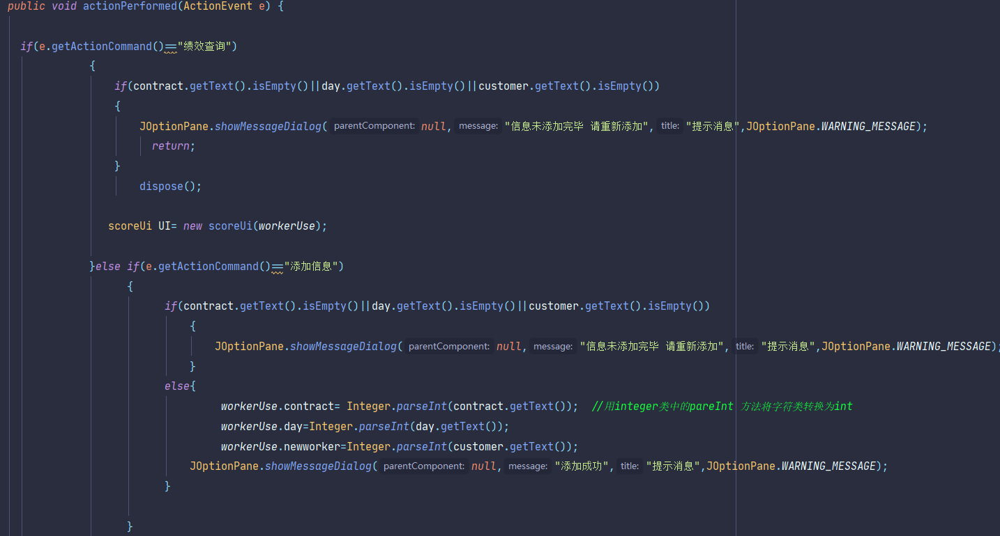 public void actionPerformed(ActionEvent e) {
if(e.getActionCommand()=="绩效查询")
{
if(contract.getText().isEmpty()||day.getText().isEmpty()||customer.getText().isEmpty())
{
JOptionPane.showMessageDialog( parentComponent: null, message: "信息未添加完毕 请重新添加", title: "提示消息",JOptionPane.WARNING_MESSAGE);
return;
}
dispose();
scoreUi UI= new scoreUi(workerUse);
}else if(e.getActionCommand()=="添加信息")
{
if(contract.getText().isEmpty()||day.getText().isEmpty()||customer.getText().isEmpty())
{
JOptionPane.showMessageDialog( parentComponent: null, message: "信息未添加完毕 请重新添加", title: "提示消息",JOptionPane.WARNING_MESSAGE);
}
else{
workerUse.contract= Integer.parseInt(contract.getText()); //用integer类中的pareInt 方法将字符类转换为int
workerUse.day=Integer.parseInt(day.getText());
workerUse.newworker=Integer.parseInt(customer.getText());
JOptionPane.showMessageDialog( parentComponent: null, message: "添加成功", title: "提示消息",JOptionPane.WARNING_MESSAGE);
}
}